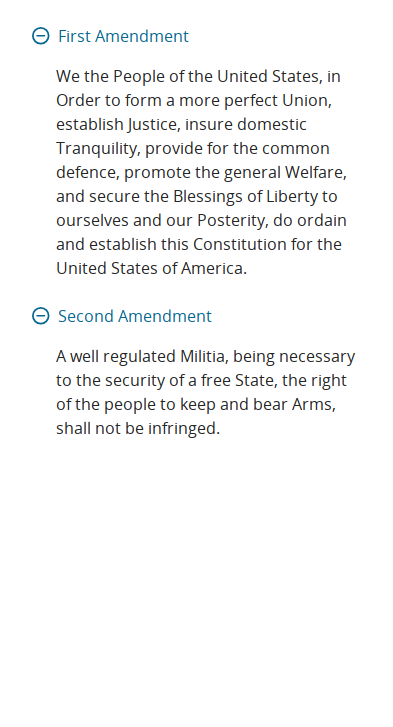 First Amendment
We the People of the United States, in
Order to form a more perfect Union,
establish Justice, insure domestic
Tranquility, provide for the common
defence, promote the general Welfare,
and secure the Blessings of Liberty to
ourselves and our Posterity, do ordain
and establish this Constitution for the
United States of America.
Second Amendment
A well regulated Militia, being necessary
to the security of a free State, the right
of the people to keep and bear Arms,
shall not be infringed.